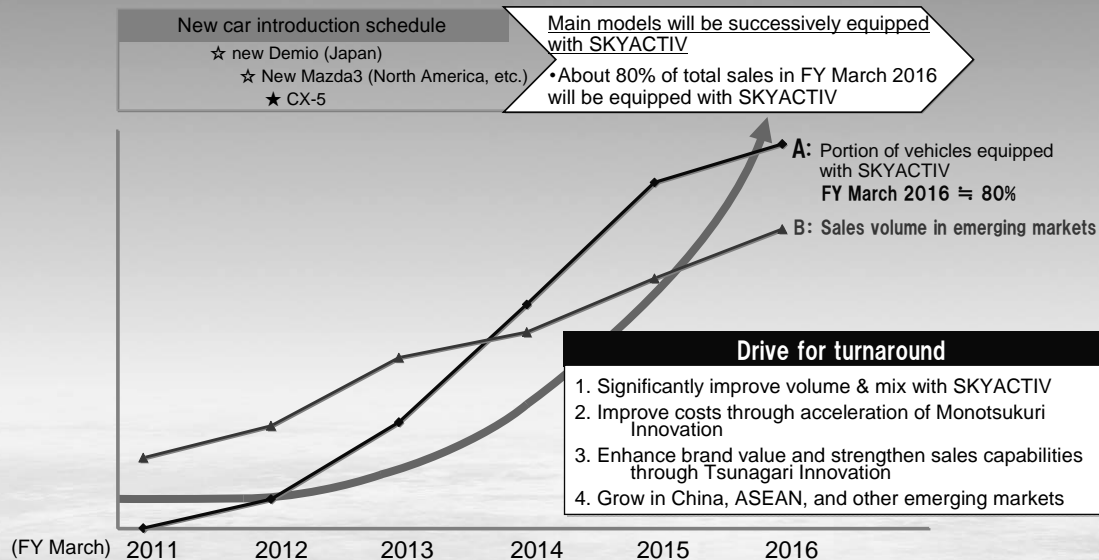 New car introduction schedule
☆ new Demio (Japan)
☆ New Mazda3 (North America, etc.)
★ CX-5
Main models will be successively equipped
with SKYACTIV
•About 80% of total sales in FY March 2016
will be equipped with SKYACTIV
A: Portion of vehicles equipped
with SKYACTIV
FY March 2016 ≒ 80%
B: Sales volume in emerging markets
Drive for turnaround
1. Significantly improve volume & mix with SKYACTIV
2. Improve costs through acceleration of Monotsukuri
Innovation
3. Enhance brand value and strengthen sales capabilities
through Tsunagari Innovation
4. Grow in China, ASEAN, and other emerging markets
(FY March) 2011 2012 2013 2014 2015 2016